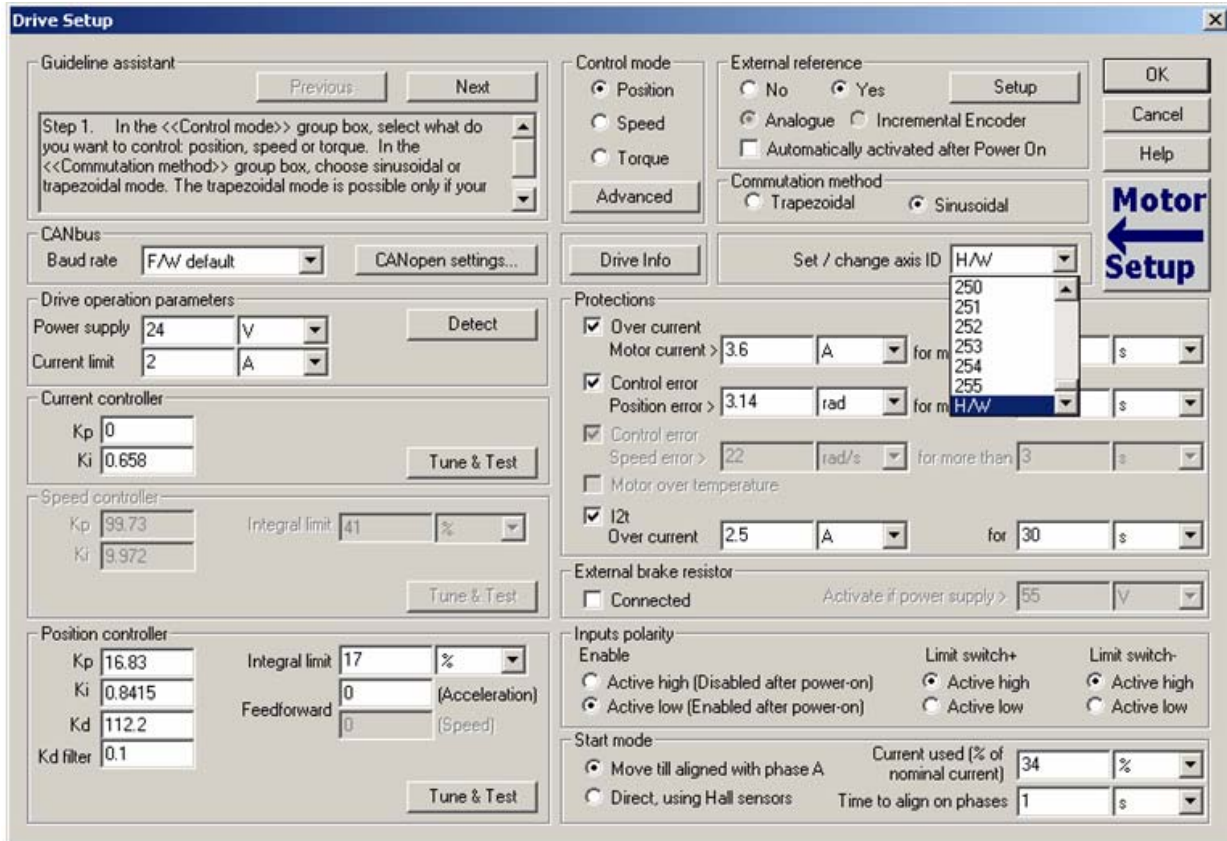 Drive Setup
Guideline assistant
Previous
Next
Step 1. In the <<Control mode>> group box, select what do
you want to control: position, speed or torque. In the
<<Commutation method>> group box, choose sinusoidal or
trapezoidal mode. The trapezoidal mode is possible only if your
Control mode
Position
Speed
Torque
Advanced
External reference
No
Yes
Setup
Analogue
Incremental Encoder
Automatically activated after Power On
Commutation method
Trapezoidal
Sinusoidal
OK
Cancel
Help
Motor
Setup
CANbus
Baud rate
F/W default
CANopen settings...
Drive Info
Set / change axis ID
H/W
250
251
252
253
254
255
H/W
Drive operation parameters
Power supply
24
V
Detect
Current limit
2
A
Protections
Over current
Motor current >
3.6
A
for m
s
Control error
Position error >
3.14
rad
for m
s
Control error
Speed error >
22
rad/s
for more than
3
s
Motor over temperature
I2t
Over current
2.5
A
for
30
s
Current controller
Kp
0
Ki
0.658
Tune & Test
Speed controller
Kp
99.73
Integral limit
41
%
Ki
9.972
Tune & Test
External brake resistor
Connected
Activate if power supply >
55
V
Position controller
Kp
16.83
Integral limit
17
%
Ki
0.8415
Feedforward
0
(Acceleration)
Kd
112.2
0
(Speed)
Kd filter
0.1
Tune & Test
Inputs polarity
Enable
Active high (Disabled after power-on)
Active low (Enabled after power-on)
Limit switch+
Active high
Active low
Limit switch-
Active high
Active low
Start mode
Move till aligned with phase A
Direct, using Hall sensors
Current used (% of
nominal current)
34
%
Time to align on phases
1
s